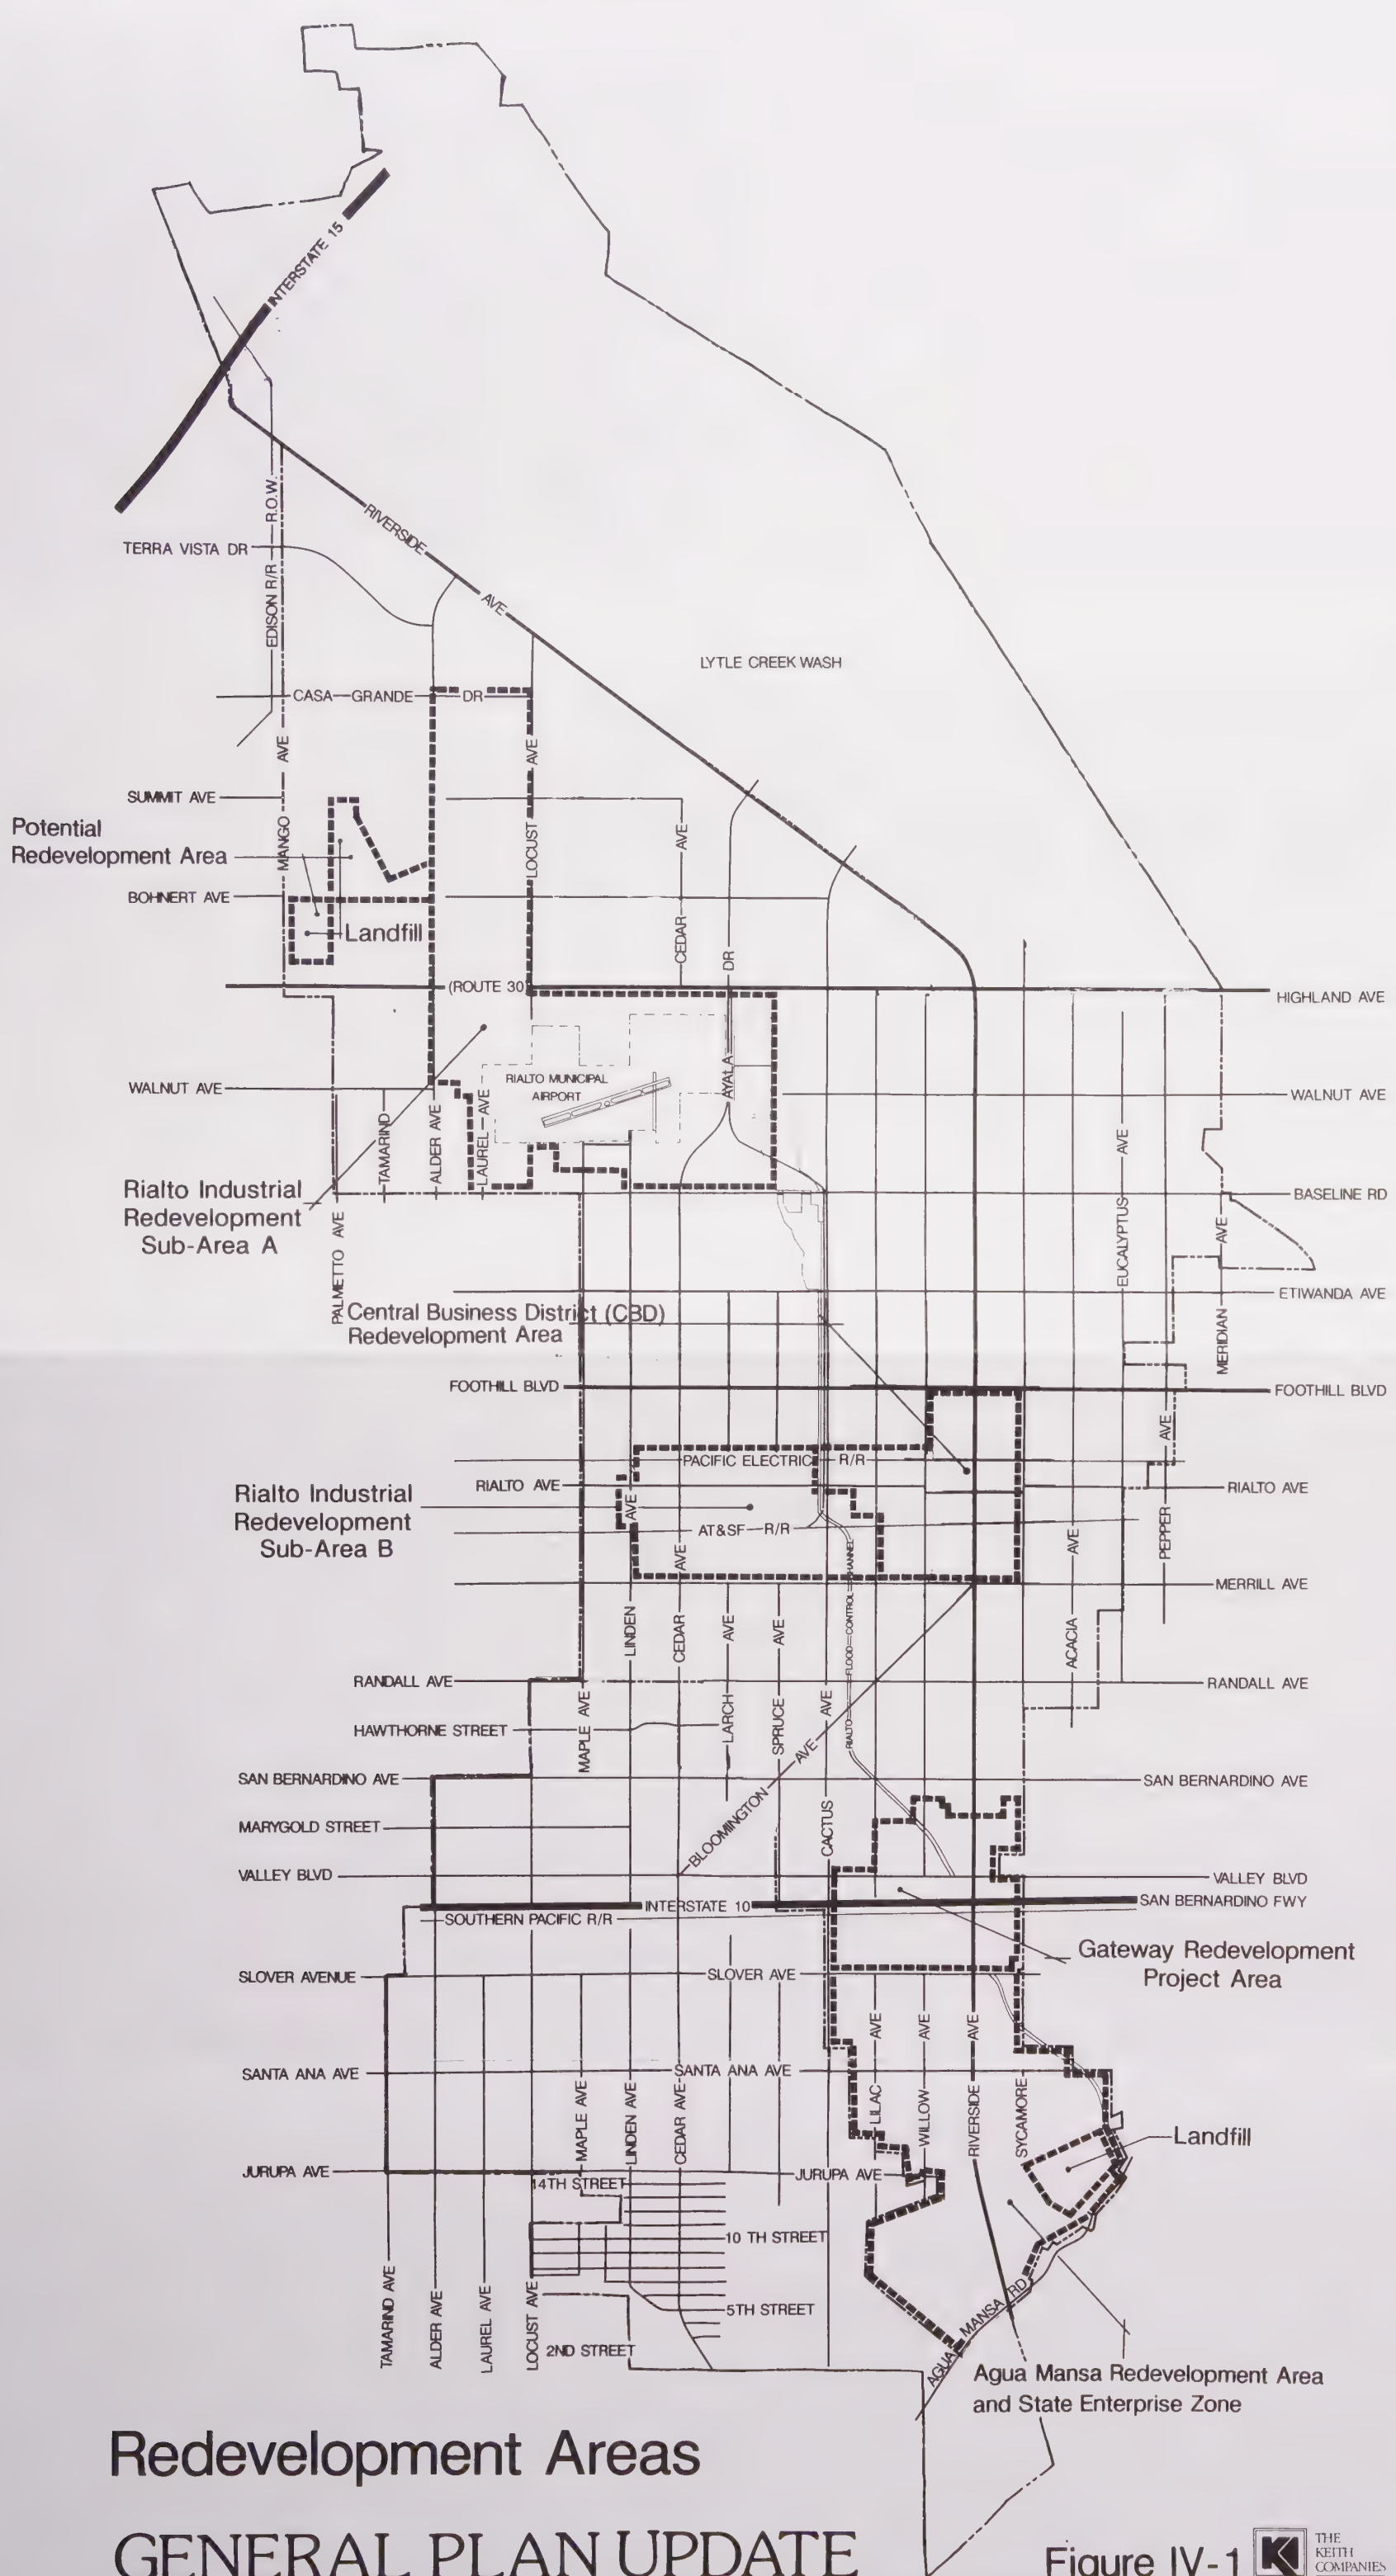 INTERSTATE 15
EDISON R/R R.O.W.
RIVERSIDE AVE
TERRA VISTA DR
LYTLE CREEK WASH
CASA GRANDE DR
MANGO AVE
LOCUST AVE
SUMMIT AVE
CEDAR AVE
Potential
Redevelopment Area
BOHNERT AVE
Landfill
AYALA DR
(ROUTE 30
HIGHLAND AVE
RIALTO MUNICIPAL
AIRPORT
WALNUT AVE
WALNUT AVE
TAMARIND
ALDER AVE
LAUREL AVE
EUCALYPTUS AVE
Rialto Industrial
Redevelopment
Sub-Area A
BASELINE RD
PALMETTO AVE
MERIDIAN AVE
ETIWANDA AVE
Central Business District (CBD)
Redevelopment Area
FOOTHILL BLVD
FOOTHILL BLVD
PEPPER AVE
PACIFIC ELECTRIC R/R
RIALTO AVE
RIALTO AVE
Rialto Industrial
Redevelopment
Sub-Area B
AT&SF R/R
LINDEN AVE
CEDAR AVE
ACACIA AVE
MERRILL AVE
LARCH AVE
SPRUCE AVE
RIALTO FLOOD CONTROL CHANNEL
RANDALL AVE
RANDALL AVE
MAPLE AVE
HAWTHORNE STREET
CACTUS AVE
BLOOMINGTON AVE
SAN BERNARDINO AVE
SAN BERNARDINO AVE
MARYGOLD STREET
VALLEY BLVD
VALLEY BLVD
INTERSTATE 10
SAN BERNARDINO FWY
SOUTHERN PACIFIC R/R
Gateway Redevelopment
Project Area
SLOVER AVENUE
SLOVER AVE
SANTA ANA AVE
SANTA ANA AVE
MAPLE AVE
LINDEN AVE
CEDAR AVE
LILAC AVE
WILLOW AVE
RIVERSIDE AVE
SYCAMORE
Landfill
JURUPA AVE
JURUPA AVE
14TH STREET
10 TH STREET
5TH STREET
2ND STREET
TAMARIND AVE
ALDER AVE
LAUREL AVE
LOCUST AVE
AGUA MANSA RD
Agua Mansa Redevelopment Area
and State Enterprise Zone
Redevelopment Areas
GENERAL PLAN UPDATE
Figure IV-1
K
THE
KEITH
COMPANIES